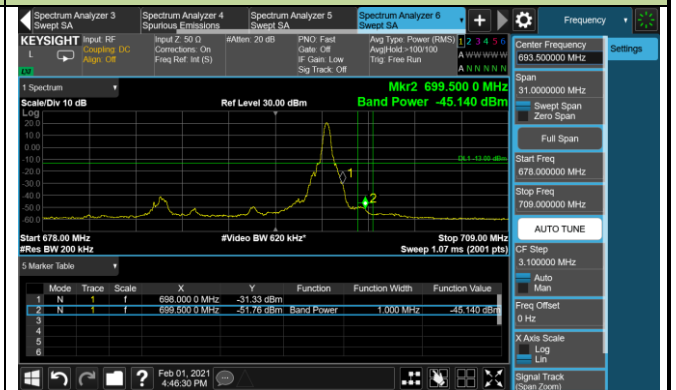 Spectrum Analyzer 3
Swept SA
Spectrum Analyzer 4
Spurious Emissions
Spectrum Analyzer 5
Swept SA
Spectrum Analyzer 6
Swept SA
Frequency
KEYSIGHT
L
Input: RF
Coupling: DC
Align: Off
Input Z: 50 Ω
Corrections: On
Freq Ref: Int (S)
#Atten: 20 dB
PNO: Fast
Gate: Off
IF Gain: Low
Sig Track: Off
Avg Type: Power (RMS)
Avg|Hold:>100/100
Trig: Free Run
1 2 3 4 5 6
A W W W W W
A N N N N N
Center Frequency
693.500000 MHz
Settings
1 Spectrum
Mkr2 699.500 0 MHz
Scale/Div 10 dB
Ref Level 30.00 dBm
Band Power -45.140 dBm
Log
20.0
10.0
0.00
-10.0
-20.0
-30.0
-40.0
-50.0
-60.0
DL1 -13.00 dBm
1
2
Start 678.00 MHz
#Video BW 620 kHz*
Stop 709.00 MHz
#Res BW 200 kHz
Sweep 1.07 ms (2001 pts)
Span
31.0000000 MHz
Swept Span
Zero Span
Full Span
Start Freq
678.000000 MHz
Stop Freq
709.000000 MHz
AUTO TUNE
CF Step
3.100000 MHz
Auto
Man
Freq Offset
0 Hz
X Axis Scale
Log
Lin
Signal Track
(Span Zoom)
5 Marker Table
Mode Trace Scale X Y Function Function Width Function Value
1 N 1 f 698.000 0 MHz -31.33 dBm
2 N 1 f 699.500 0 MHz -51.76 dBm Band Power 1.000 MHz -45.140 dBm
3
4
5
6
?
Feb 01, 2021
4:46:30 PM